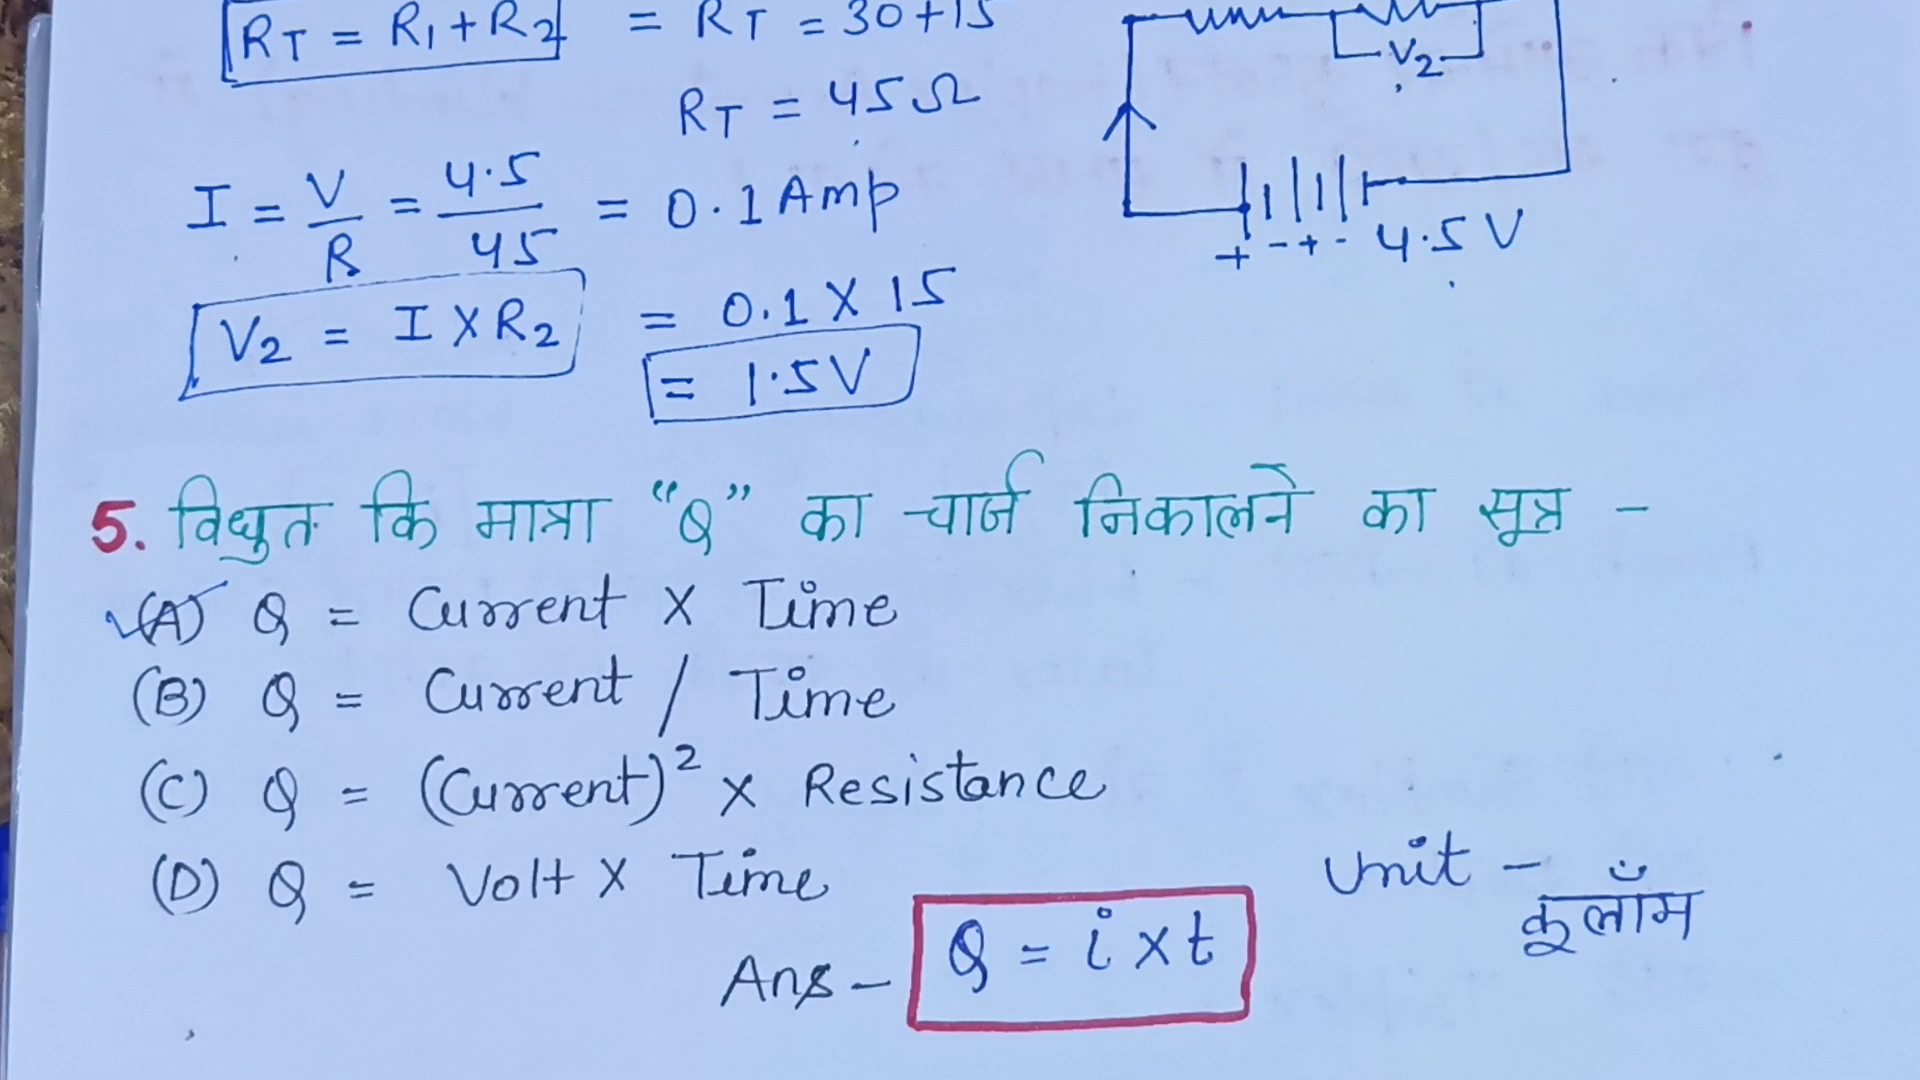 RT = R1+R2 = RT = 30+15
RT = 45Ω
I = V/R = 4.5/45 = 0.1 Amp
V2 = I X R2 = 0.1 X 15
= 1.5V
V2
+ - + - 4.5 V
5. विद्युत कि मात्रा "Q" का चार्ज निकालने का सूत्र -
(A) Q = Current X Time
(B) Q = Current / Time
(C) Q = (Current)² x Resistance
(D) Q = Volt X Time
Unit - कूलॉम
Ans - Q = i x t